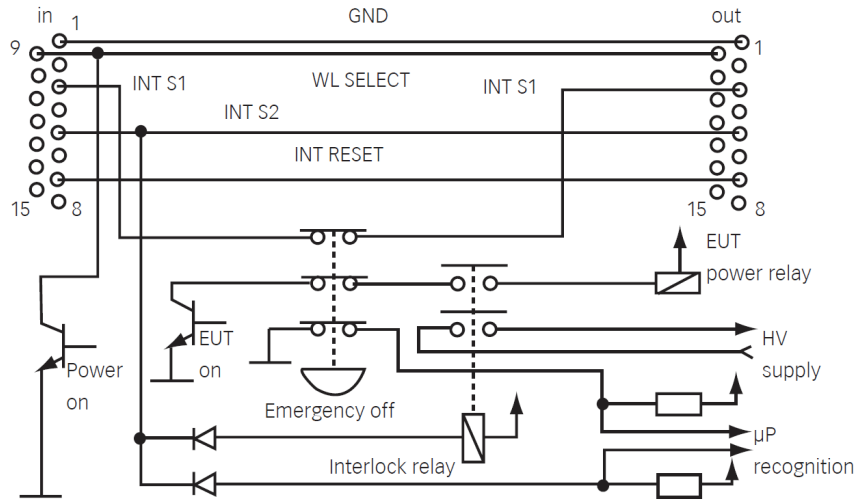 in
GND
out
1
9
1
INT S1
WL SELECT
INT S1
INT S2
INT RESET
15
8
15
8
EUT
power relay
EUT
on
Power
on
HV
supply
Emergency off
µP
recognition
Interlock relay